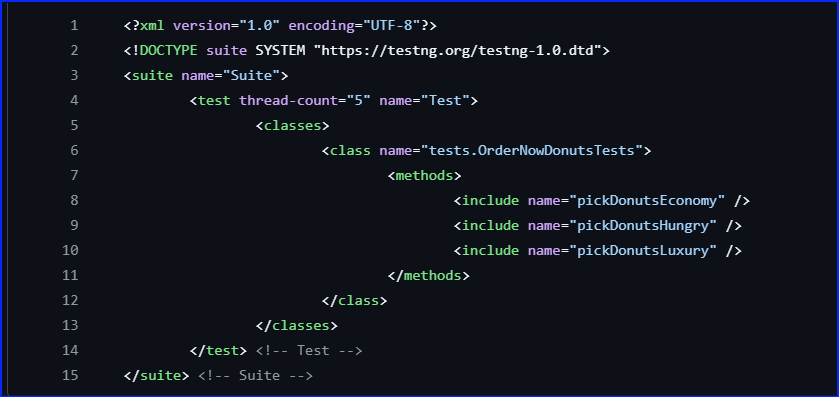 1 <?xml version="1.0" encoding="UTF-8"?>
2 <!DOCTYPE suite SYSTEM "https://testng.org/testng-1.0.dtd">
3 <suite name="Suite">
4 <test thread-count="5" name="Test">
5 <classes>
6 <class name="tests.OrderNowDonutsTests">
7 <methods>
8 <include name="pickDonutsEconomy" />
9 <include name="pickDonutsHungry" />
10 <include name="pickDonutsLuxury" />
11 </methods>
12 </class>
13 </classes>
14 </test> <!-- Test -->
15 </suite> <!-- Suite -->